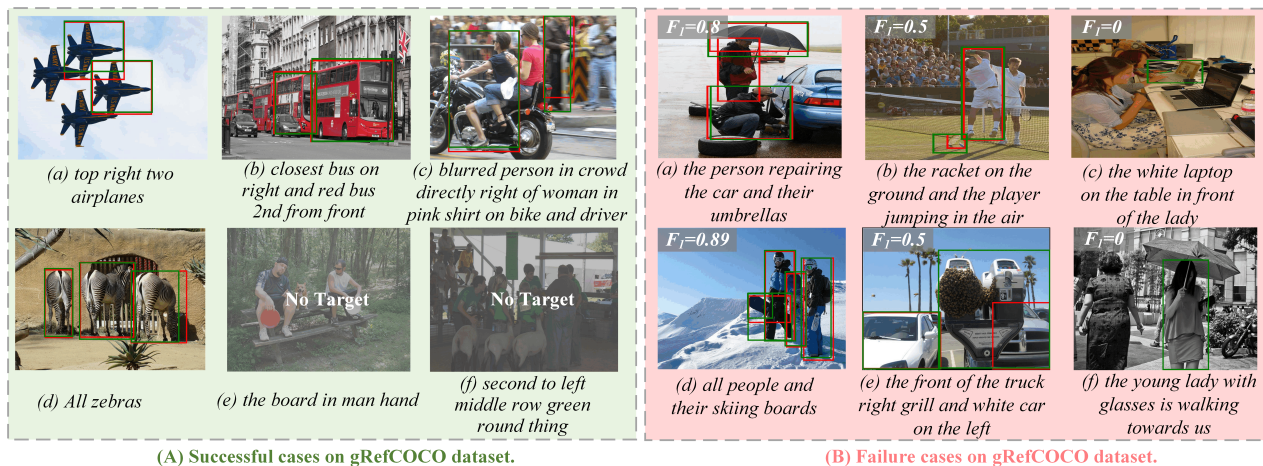 (a) top right two
airplanes
(b) closest bus on
right and red bus
2nd from front
(c) blurred person in crowd
directly right of woman in
pink shirt on bike and driver
No Target
No Target
(d) All zebras
(e) the board in man hand
(f) second to left
middle row green
round thing
(A) Successful cases on gRefCOCO dataset.
F1=0.8
F1=0.5
F1=0
(a) the person repairing
the car and their
umbrellas
(b) the racket on the
ground and the player
jumping in the air
(c) the white laptop
on the table in front
of the lady
F1=0.89
F1=0.5
F1=0
(d) all people and
their skiing boards
(e) the front of the truck
right grill and white car
on the left
(f) the young lady with
glasses is walking
towards us
(B) Failure cases on gRefCOCO dataset.